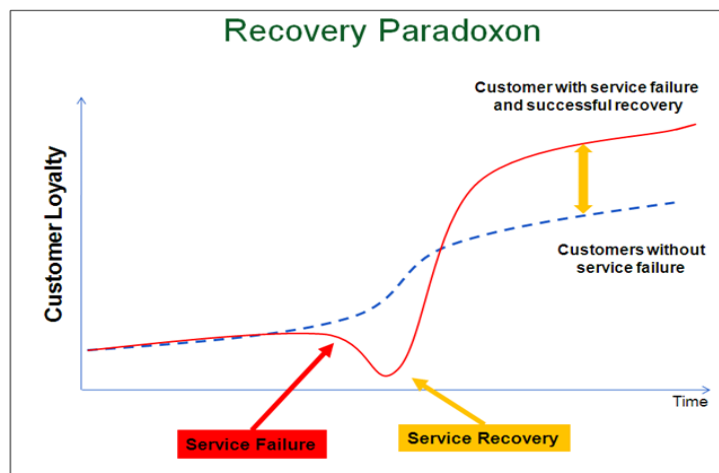 Recovery Paradoxon
Customer with service failure
and successful recovery
Customer Loyalty
Customers without
service failure
Time
Service Failure
Service Recovery